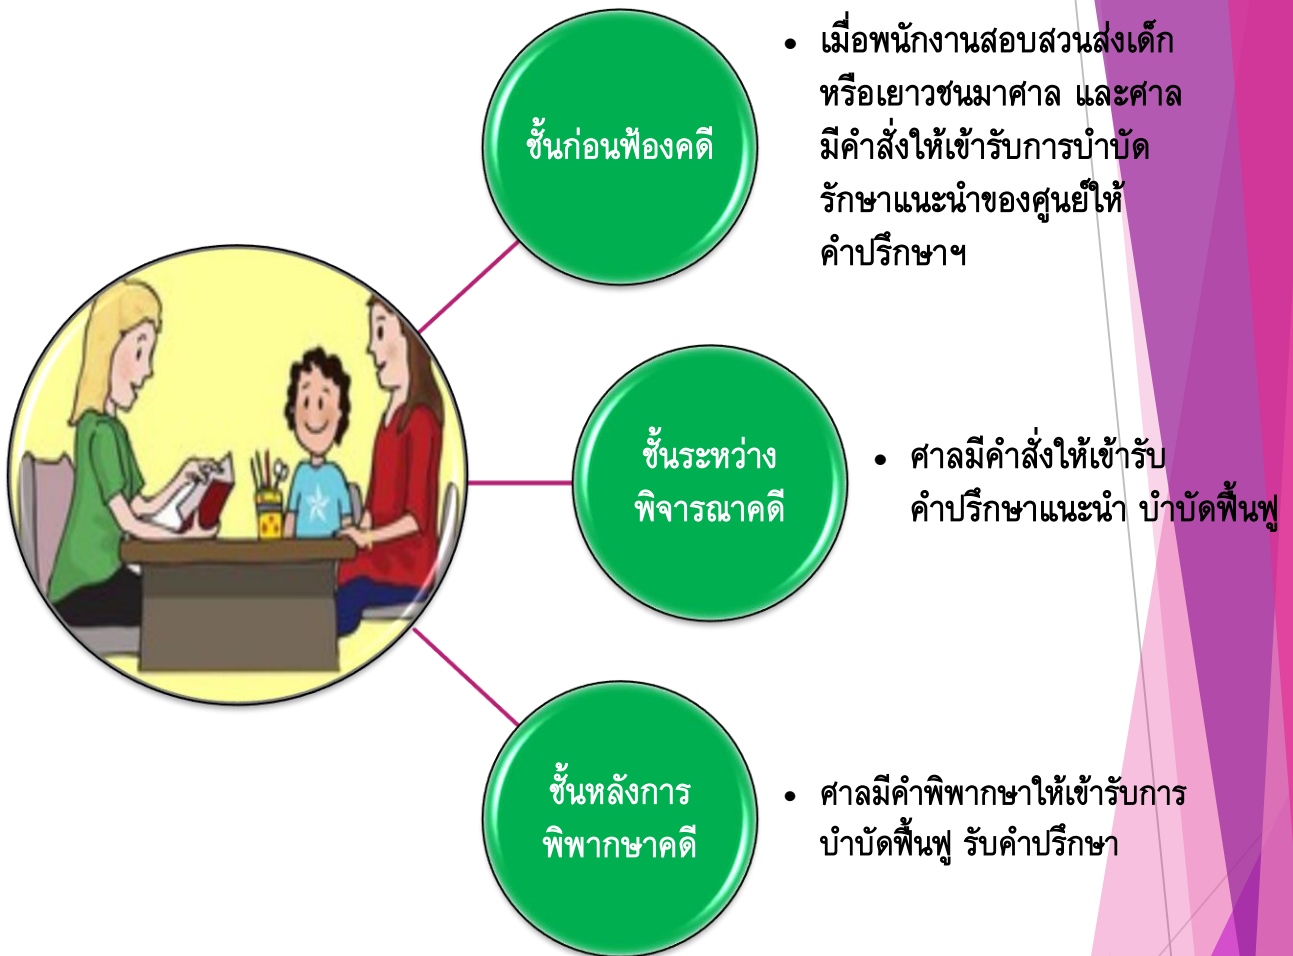 ชั้นก่อนฟ้องคดี
• เมื่อพนักงานสอบสวนส่งเด็ก
หรือเยาวชนมาศาล และศาล
มีคำสั่งให้เข้ารับการบำบัด
รักษาแนะนำของศูนย์ให้
คำปรึกษาฯ
ชั้นระหว่าง
พิจารณาคดี
• ศาลมีคำสั่งให้เข้ารับ
คำปรึกษาแนะนำ บำบัดฟื้นฟู
ชั้นหลังการ
พิพากษาคดี
• ศาลมีคำพิพากษาให้เข้ารับการ
บำบัดฟื้นฟู รับคำปรึกษา